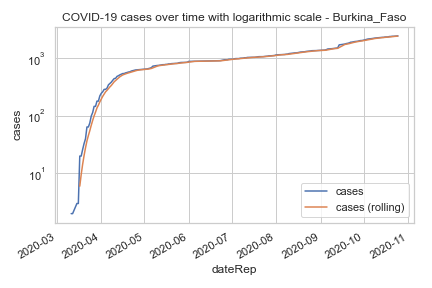 COVID-19 cases over time with logarithmic scale - Burkina_Faso
cases
10³
10²
10¹
2020-03
2020-04
2020-05
2020-06
2020-07
2020-08
2020-09
2020-10
2020-11
dateRep
cases
cases (rolling)